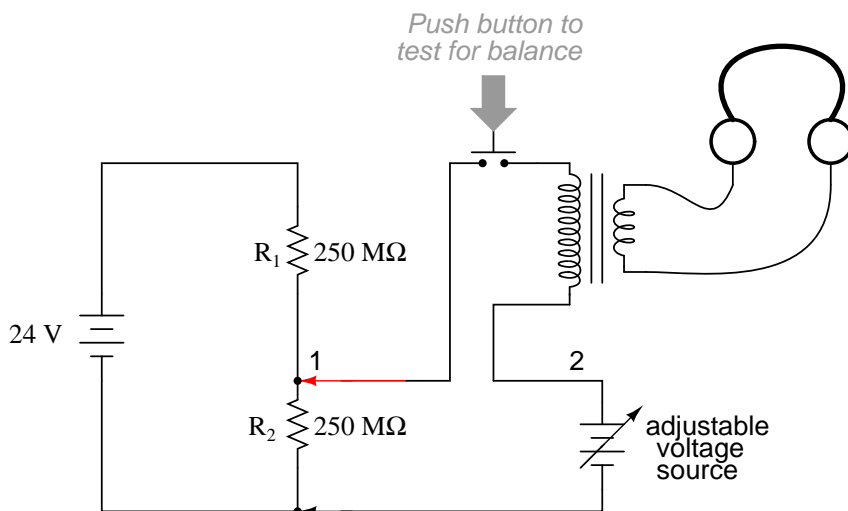 Push button to
test for balance
R1 250 MΩ
24 V
1
2
R2 250 MΩ
adjustable
voltage
source